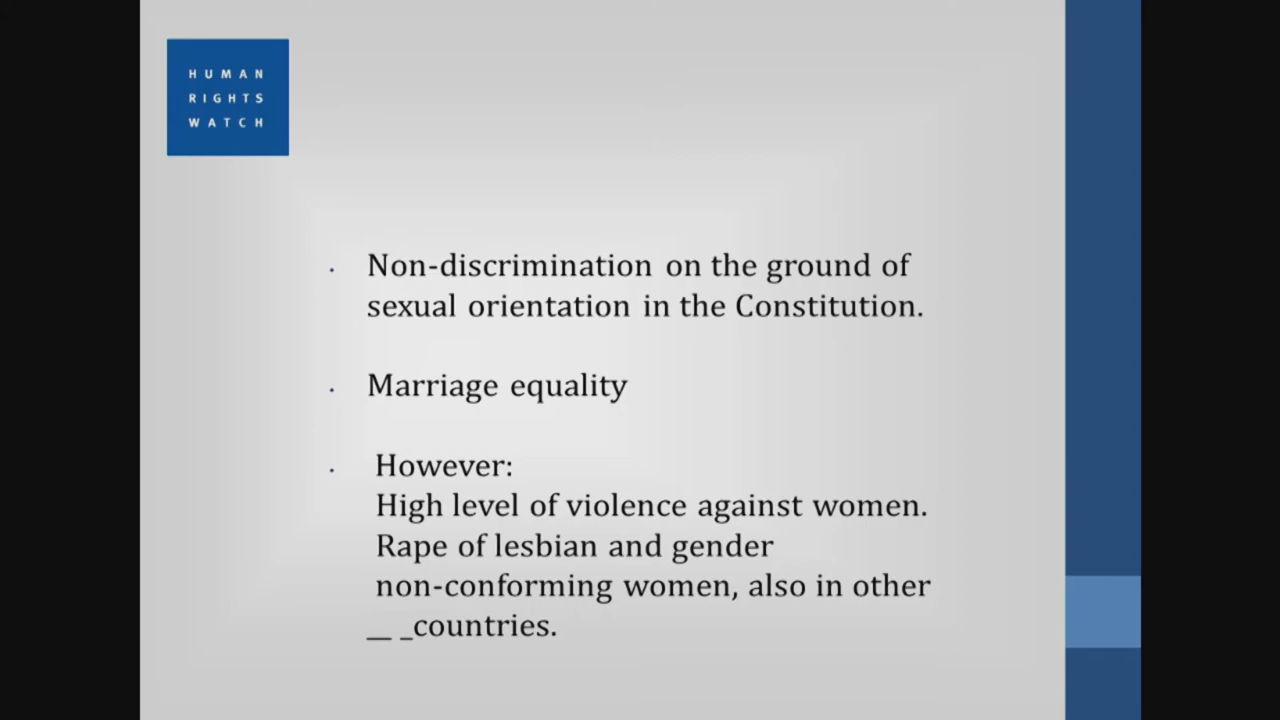 HUMAN
RIGHTS
WATCH
· Non-discrimination on the ground of
sexual orientation in the Constitution.
· Marriage equality
· However:
High level of violence against women.
Rape of lesbian and gender
non-conforming women, also in other
__ _countries.